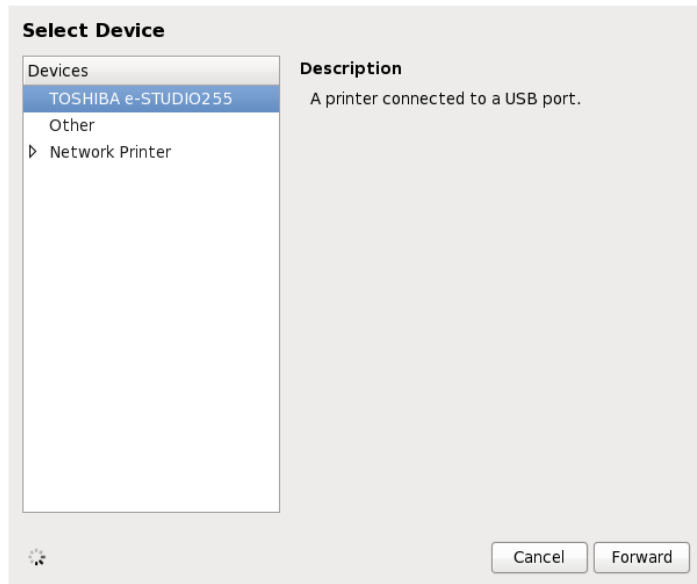 Select Device
Devices
TOSHIBA e-STUDIO255
Other
Network Printer
Description
A printer connected to a USB port.
Cancel
Forward